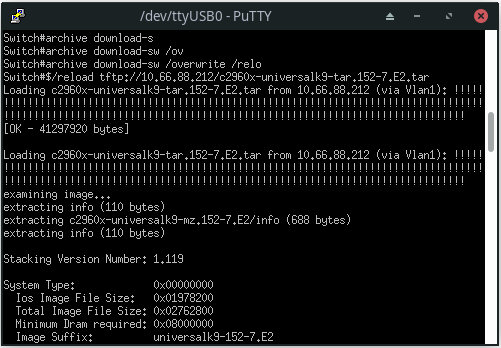 /dev/ttyUSB0 - PuTTY
Switch#archive download-s
Switch#archive download-sw /ov
Switch#archive download-sw /overwrite /relo
Switch#$/reload tftp://10.66.88.212/c2960x-universalk9-tar.152-7.E2.tar
Loading c2960x-universalk9-tar.152-7.E2.tar from 10.66.88.212 (via Vlan1): !!!!!
!!!!!!!!!!!!!!!!!!!!!!!!!!!!!!!!!!!!!!!!!!!!!!!!!!!!!!!!!!!!!!!!!!!!!!!!!!!!!!!!
!!!!!!!!!!!!!!!!!!!!!!!!!!!!!!!!!!!!!!!!!!!!!!!!!!!!!!!!!!!!!!!!!!!!!!!!!
[OK - 41297920 bytes]
Loading c2960x-universalk9-tar.152-7.E2.tar from 10.66.88.212 (via Vlan1): !!!!!
!!!!!!!!!!!!!!!!!!!!!!!!!!!!!!!!!!!!!!!!!!!!!!!!!!!!!!!!!!!!!!!!!!!!!!!!!!!!!!!!
!!!!!!!!!!!!!!!!!!!!!!!!!!!!!!!!!!!!!!!!!!!!!!!!!!!!!!!!!!!!!!!!!!!!!!!!!
examining image...
extracting info (110 bytes)
extracting c2960x-universalk9-mz.152-7.E2/info (688 bytes)
extracting info (110 bytes)
Stacking Version Number: 1.119
System Type: 0x00000000
Ios Image File Size: 0x01978200
Total Image File Size: 0x02762800
Minimum Dram required: 0x08000000
Image Suffix: universalk9-152-7.E2